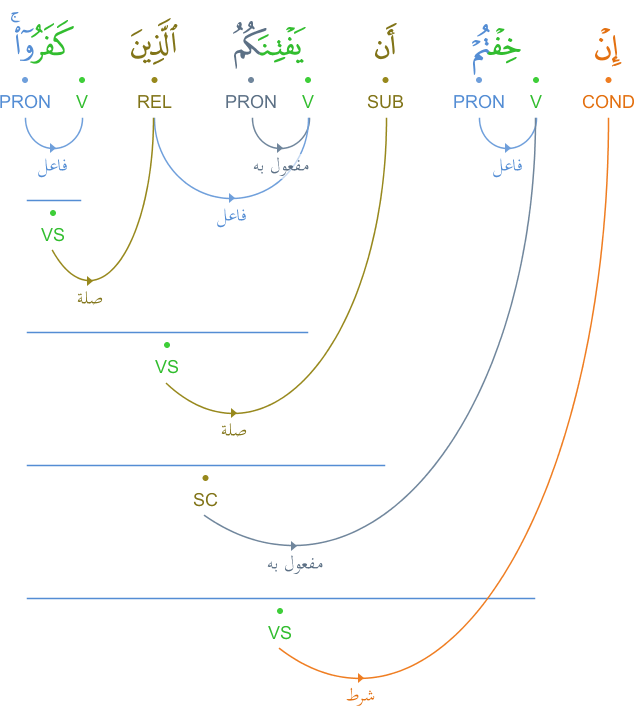 إِنْ خِفْتُمْ أَن يَفْتِنَكُمُ ٱلَّذِينَ كَفَرُوٓا۟ ۚ
COND V PRON SUB V PRON REL V PRON
فاعل مفعول به فاعل
فاعل
VS
صلة
VS
صلة
SC
مفعول به
VS
شرط